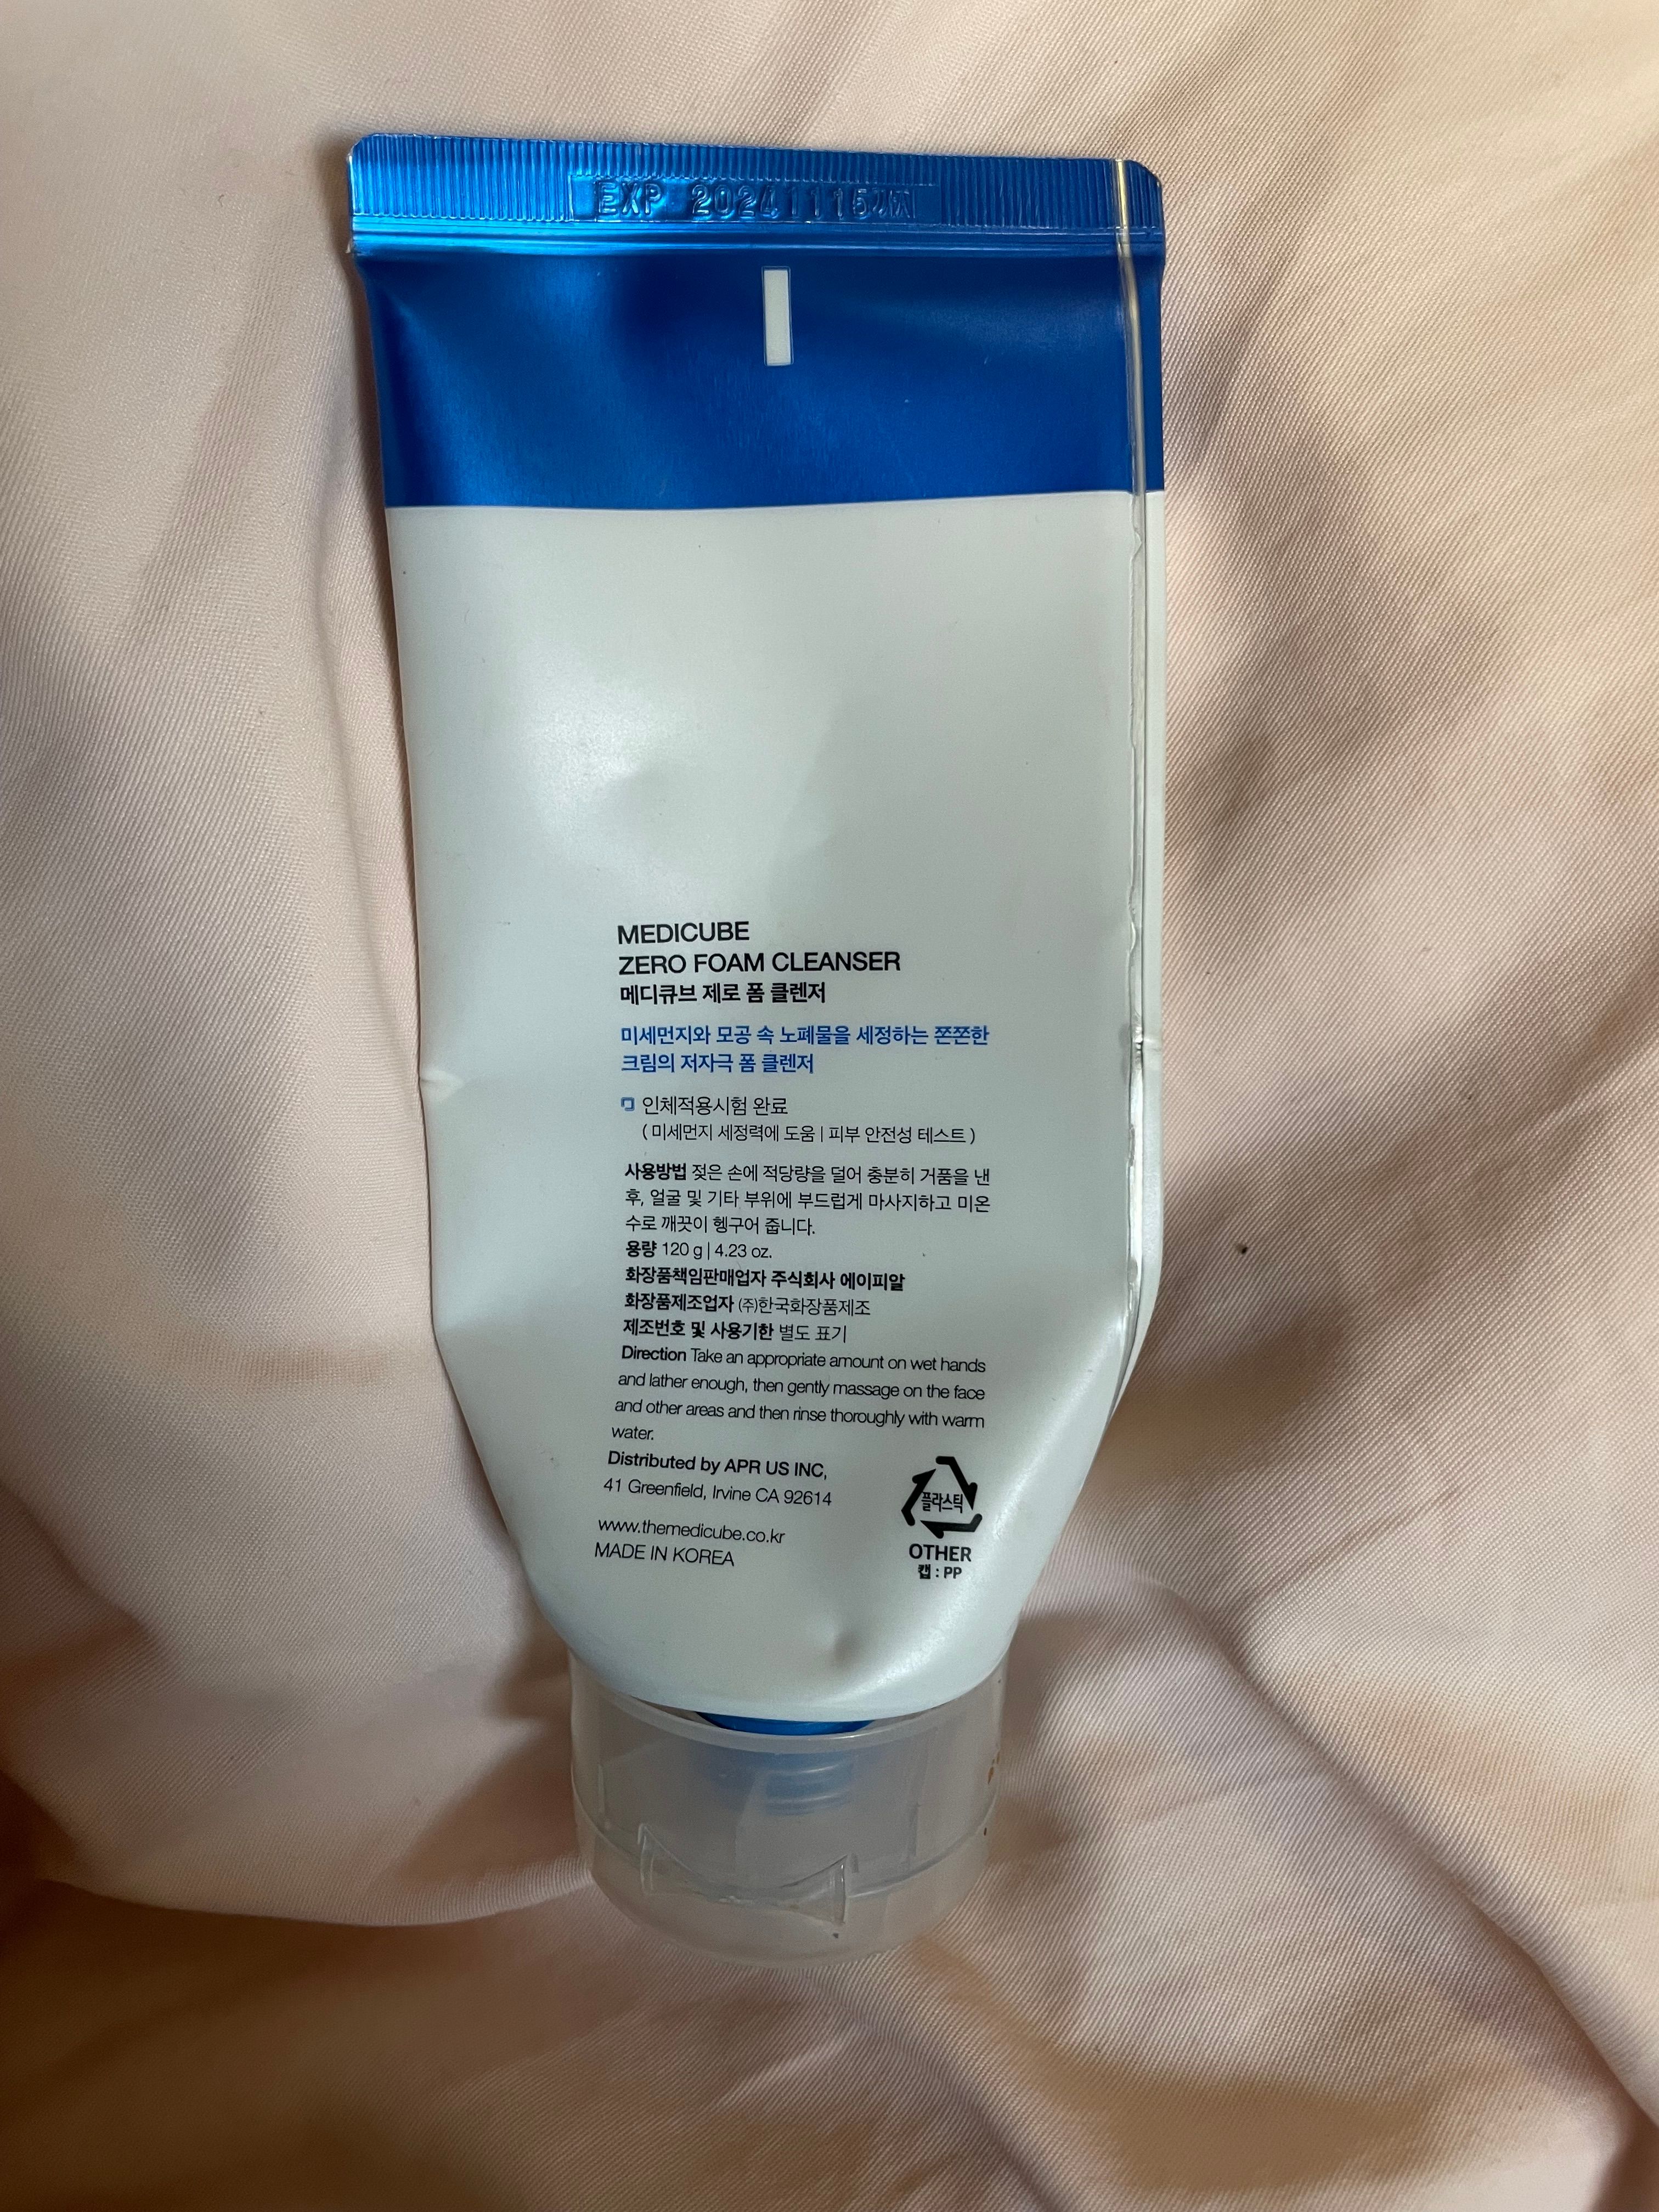 EXP 20241115까지
MEDICUBE
ZERO FOAM CLEANSER
메디큐브 제로 폼 클렌저
미세먼지와 모공 속 노폐물을 세정하는 쫀쫀한
크림의 저자극 폼 클렌저
인체적용시험 완료
( 미세먼지 세정력에 도움 | 피부 안전성 테스트 )
사용방법 젖은 손에 적당량을 덜어 충분히 거품을 낸
후, 얼굴 및 기타 부위에 부드럽게 마사지하고 미온
수로 깨끗이 헹구어 줍니다.
용량 120 g | 4.23 oz.
화장품책임판매업자 주식회사 에이피알
화장품제조업자 (주)한국화장품제조
제조번호 및 사용기한 별도 표기
Direction Take an appropriate amount on wet hands
and lather enough, then gently massage on the face
and other areas and then rinse thoroughly with warm
water.
Distributed by APR US INC,
41 Greenfield, Irvine CA 92614
www.themedicube.co.kr
MADE IN KOREA
플라스틱
OTHER
캡 : PP